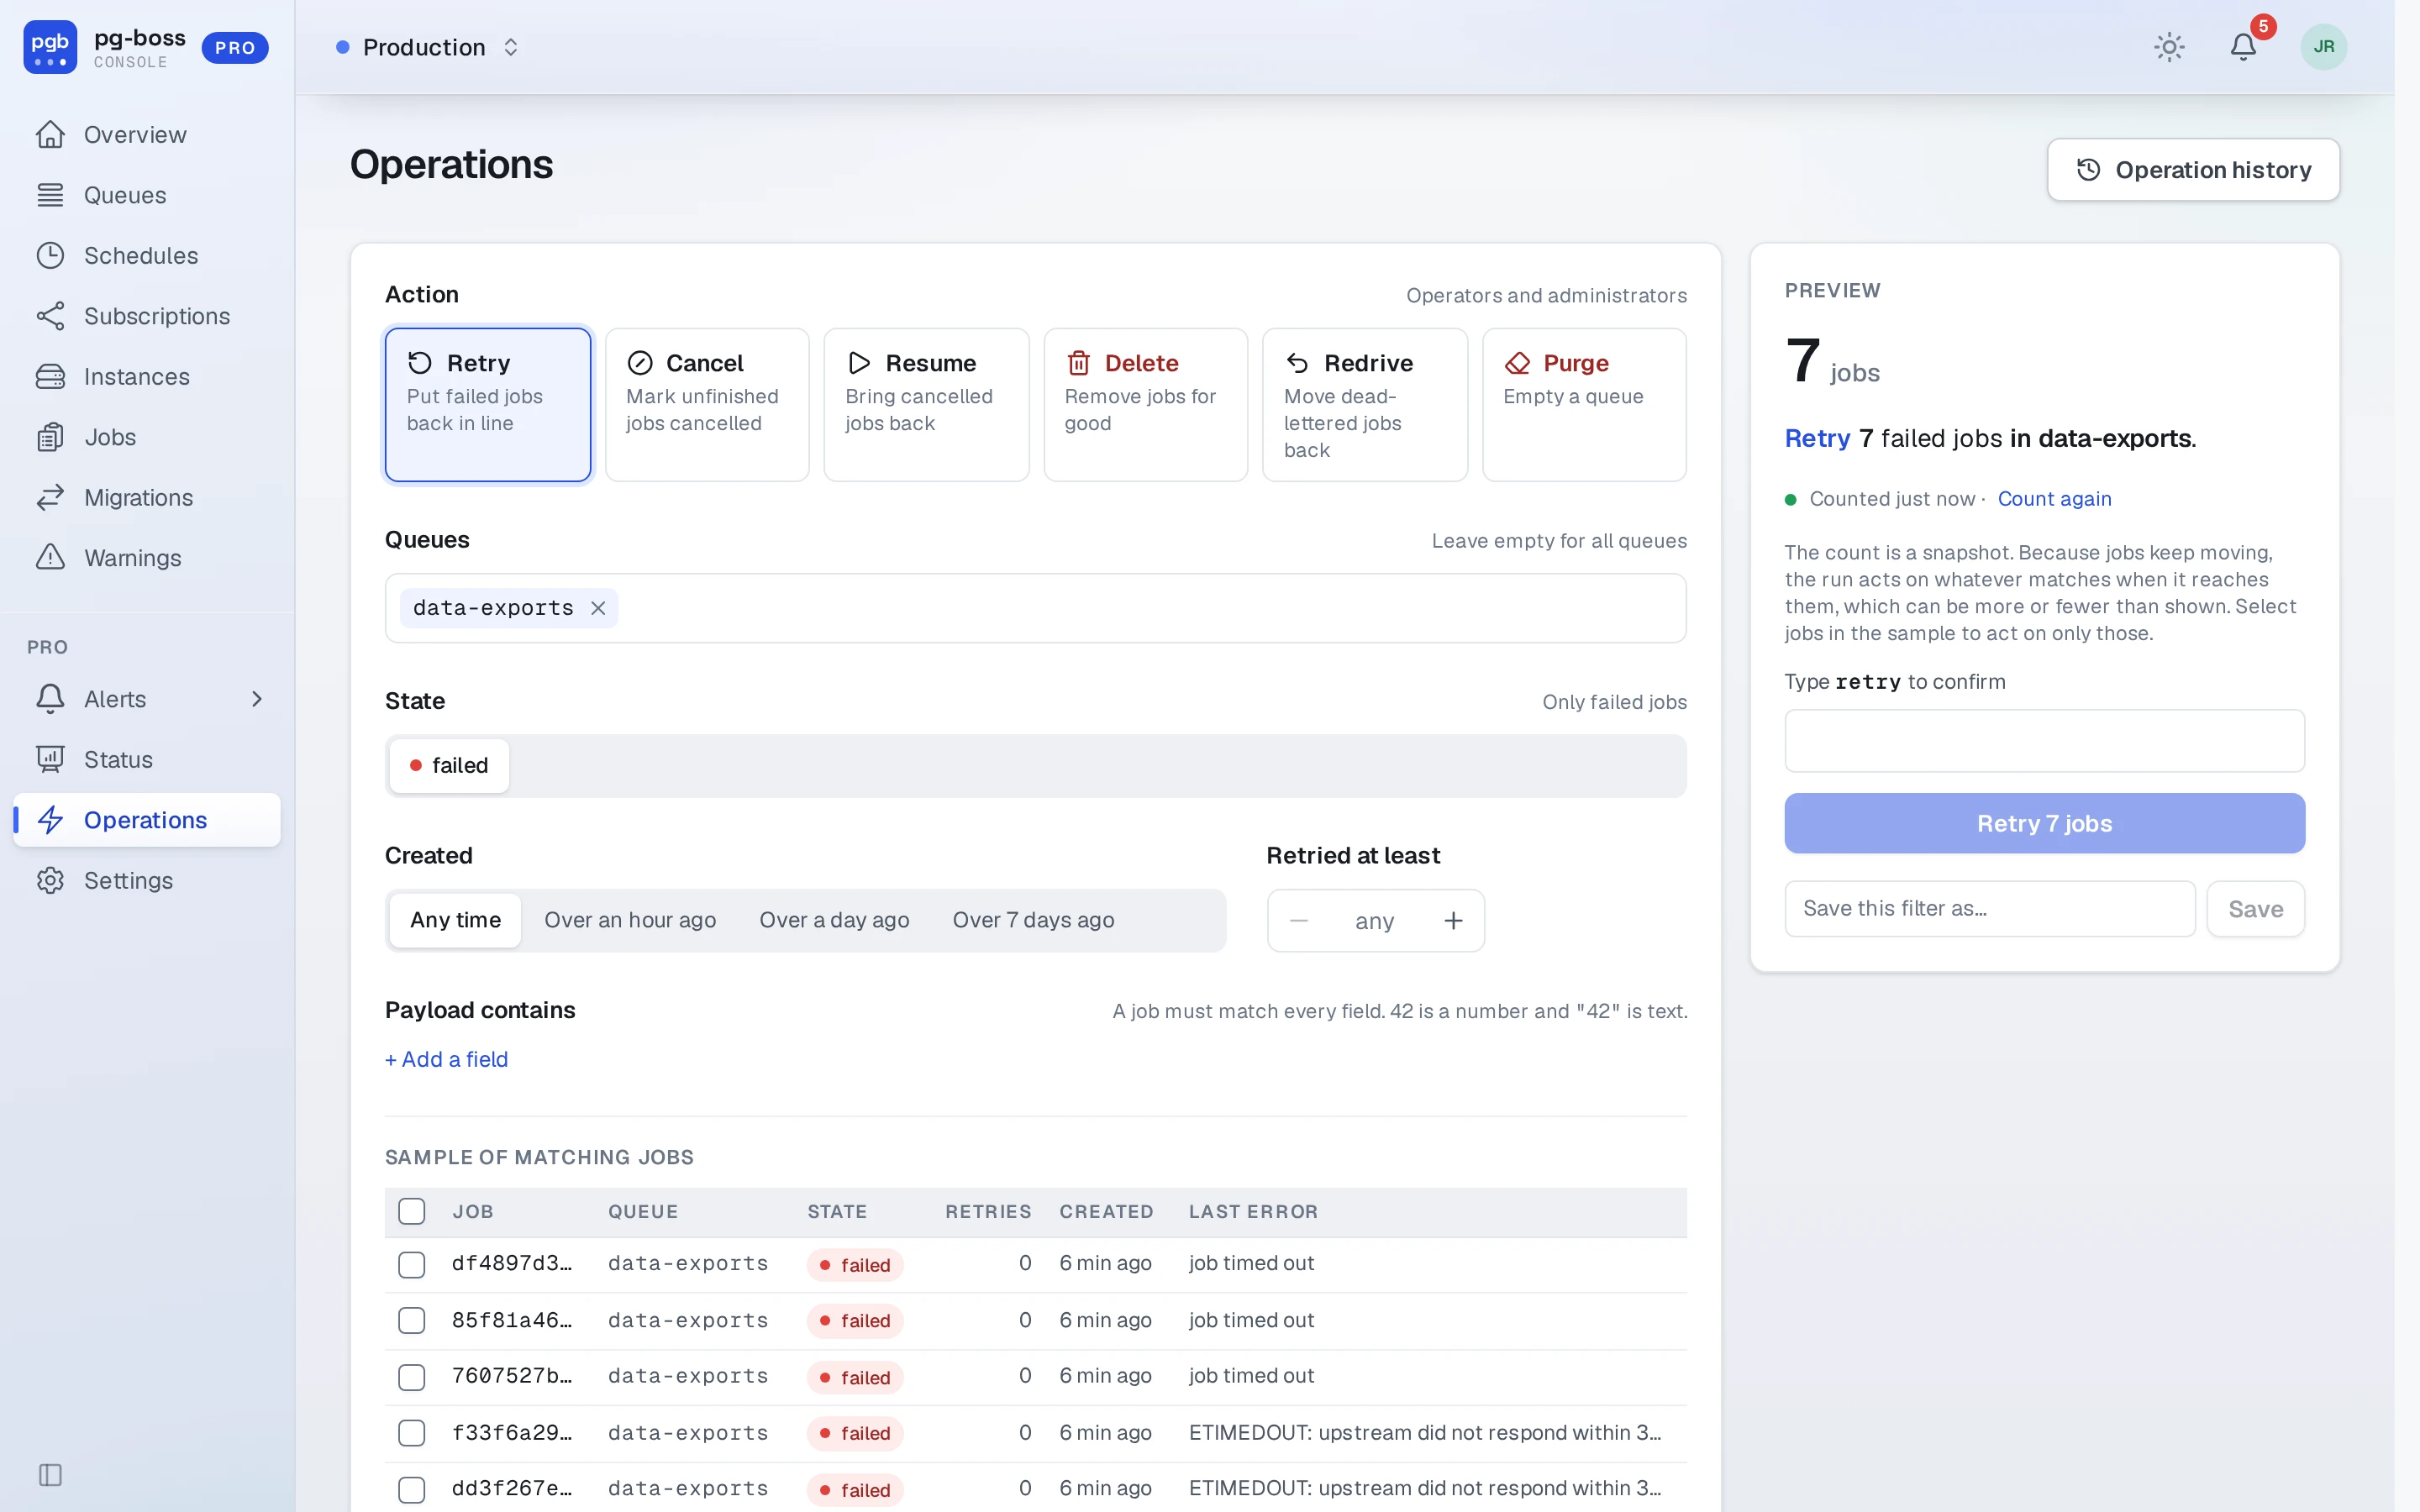 pgb
pg-boss
CONSOLE
PRO
Production
5
JR
Overview
Queues
Schedules
Subscriptions
Instances
Jobs
Migrations
Warnings
PRO
Alerts
Status
Operations
Settings
Operations
Operation history
Action
Operators and administrators
Retry
Put failed jobs
back in line
Cancel
Mark unfinished
jobs cancelled
Resume
Bring cancelled
jobs back
Delete
Remove jobs for
good
Redrive
Move dead-
lettered jobs
back
Purge
Empty a queue
Queues
Leave empty for all queues
data-exports
State
Only failed jobs
failed
Created
Any time
Over an hour ago
Over a day ago
Over 7 days ago
Retried at least
any
Payload contains
A job must match every field. 42 is a number and "42" is text.
+ Add a field
SAMPLE OF MATCHING JOBS
JOB QUEUE STATE RETRIES CREATED LAST ERROR
df4897d3… data-exports failed 0 6 min ago job timed out
85f81a46… data-exports failed 0 6 min ago job timed out
7607527b… data-exports failed 0 6 min ago job timed out
f33f6a29… data-exports failed 0 6 min ago ETIMEDOUT: upstream did not respond within 3…
dd3f267e… data-exports failed 0 6 min ago ETIMEDOUT: upstream did not respond within 3…
PREVIEW
7 jobs
Retry 7 failed jobs in data-exports.
Counted just now · Count again
The count is a snapshot. Because jobs keep moving,
the run acts on whatever matches when it reaches
them, which can be more or fewer than shown. Select
jobs in the sample to act on only those.
Type retry to confirm
Retry 7 jobs
Save this filter as…
Save